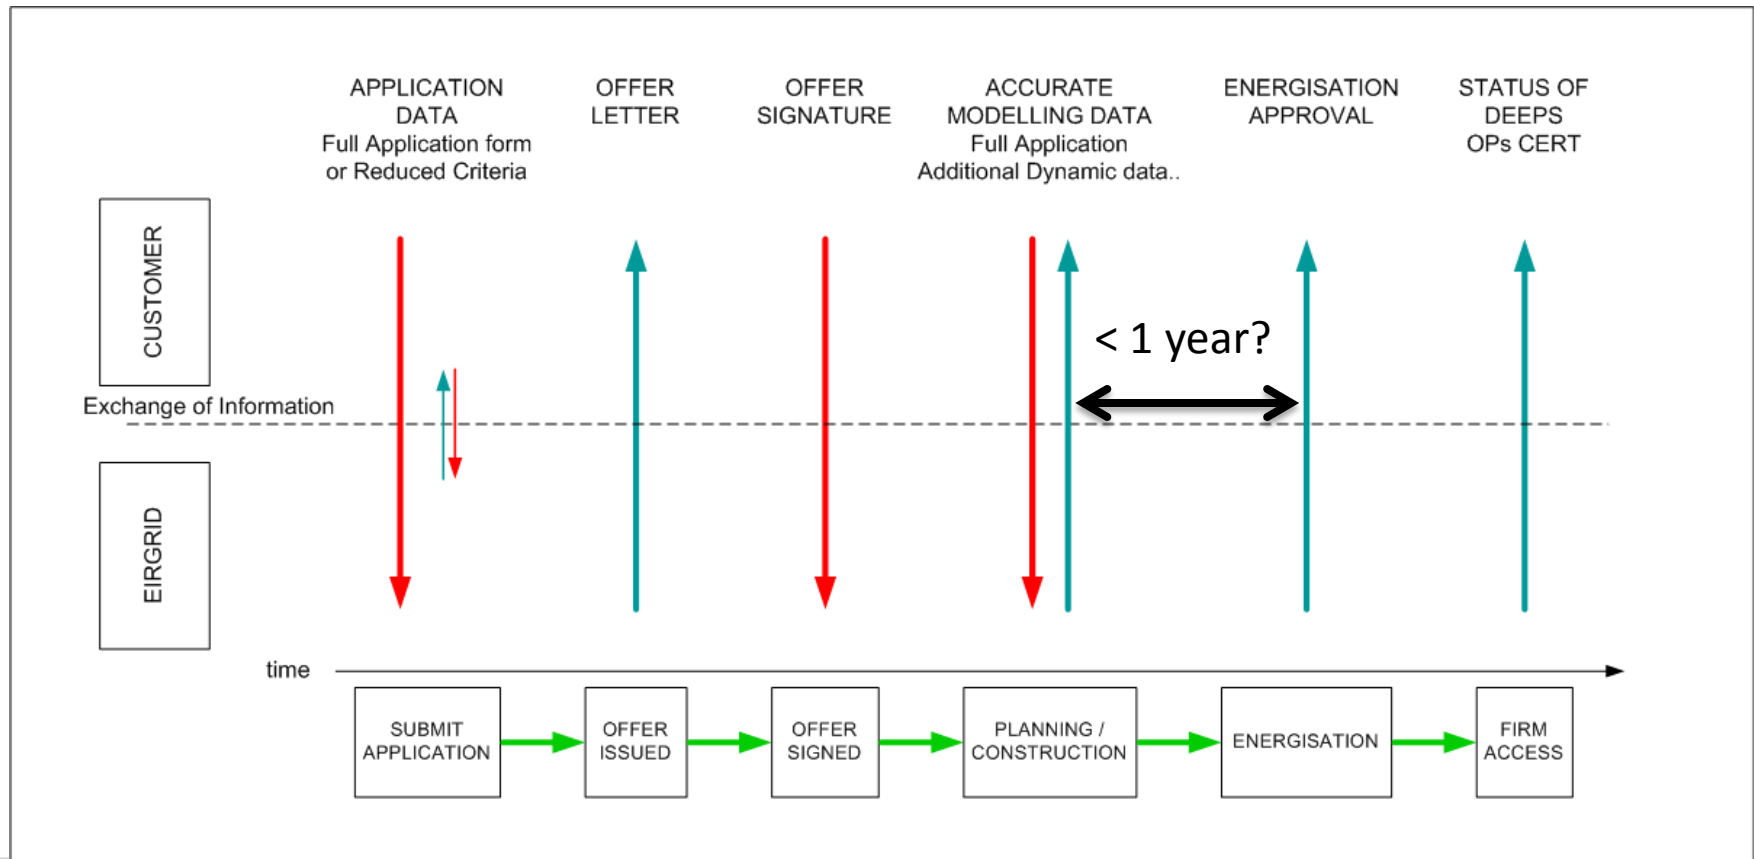 APPLICATION
DATA
Full Application form
or Reduced Criteria
OFFER
LETTER
OFFER
SIGNATURE
ACCURATE
MODELLING DATA
Full Application
Additional Dynamic data..
ENERGISATION
APPROVAL
STATUS OF
DEEPS
OPs CERT
CUSTOMER
< 1 year?
Exchange of Information
EIRGRID
time
SUBMIT
APPLICATION
OFFER
ISSUED
OFFER
SIGNED
PLANNING /
CONSTRUCTION
ENERGISATION
FIRM
ACCESS